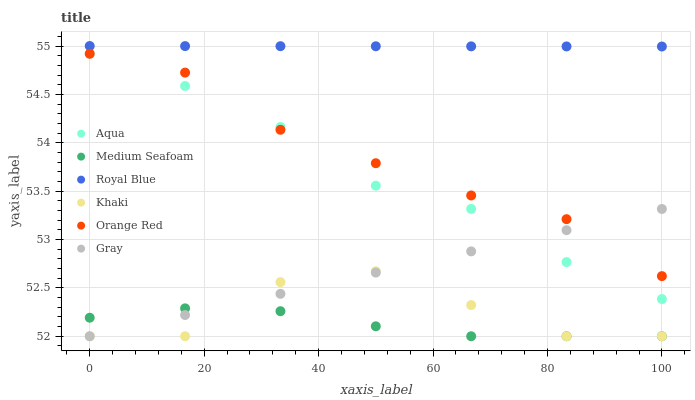 title
yaxis_label
55
54.5
54
53.5
53
52.5
52
Aqua
Medium Seafoam
Royal Blue
Khaki
Orange Red
Gray
0 20 40 60 80 100
xaxis_label